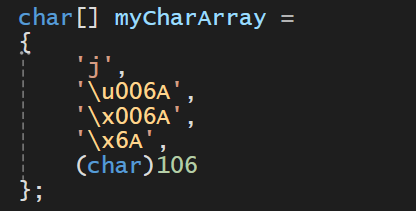 char[] myCharArray =
{
'j',
'\u006A',
'\x006A',
'\x6A',
(char)106
};